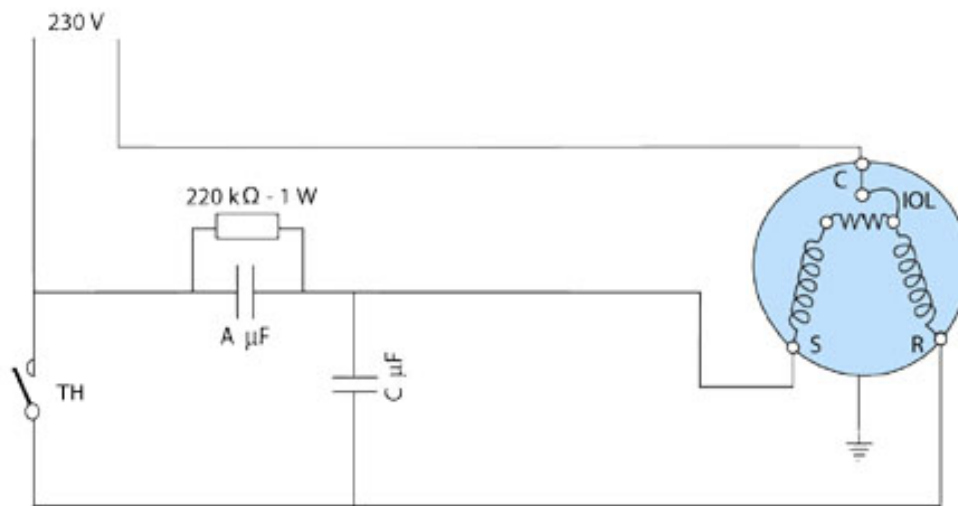 230 V
220 kΩ - 1 W
C
IOL
A µF
S
R
TH
C µF